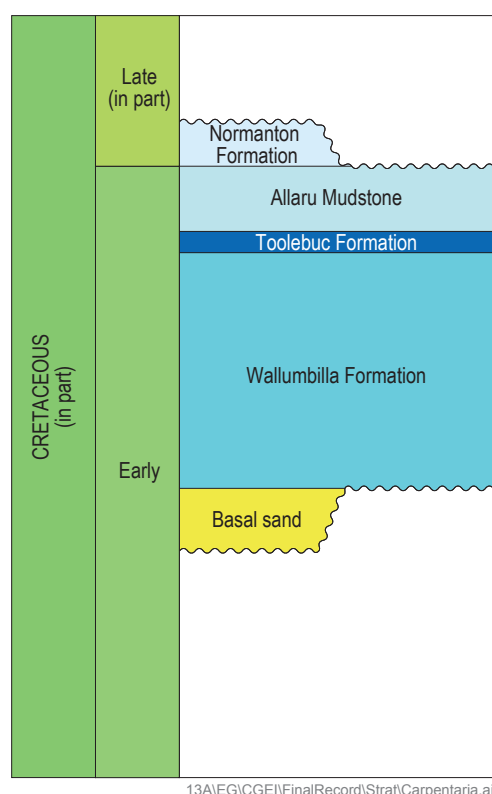 Late
(in part)
Normanton
Formation
Allaru Mudstone
Toolebuc Formation
Wallumbilla Formation
CRETACEOUS
(in part)
Early
Basal sand
13A\EG\CGEI\FinalRecord\Strat\Carpentaria.ai